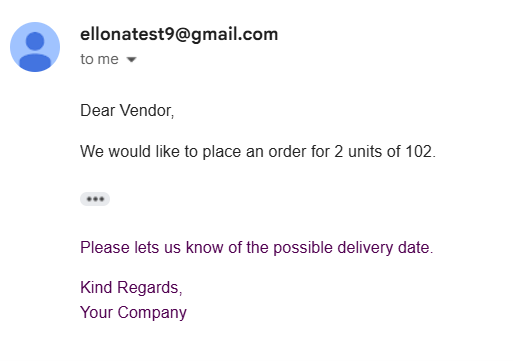 ellonatest9@gmail.com
to me
Dear Vendor,
We would like to place an order for 2 units of 102.
Please lets us know of the possible delivery date.
Kind Regards,
Your Company